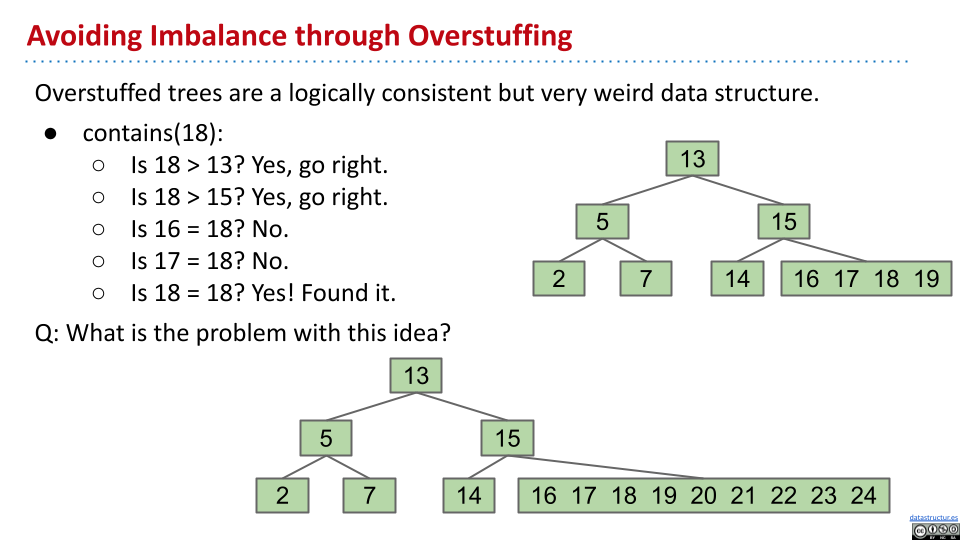 Avoiding Imbalance through Overstuffing
Overstuffed trees are a logically consistent but very weird data structure.
● contains(18):
○ Is 18 > 13? Yes, go right.
○ Is 18 > 15? Yes, go right.
○ Is 16 = 18? No.
○ Is 17 = 18? No.
○ Is 18 = 18? Yes! Found it.
13
5 15
2 7 14 16 17 18 19
Q: What is the problem with this idea?
13
5 15
2 7 14 16 17 18 19 20 21 22 23 24
datastructur.es
BY NC SA